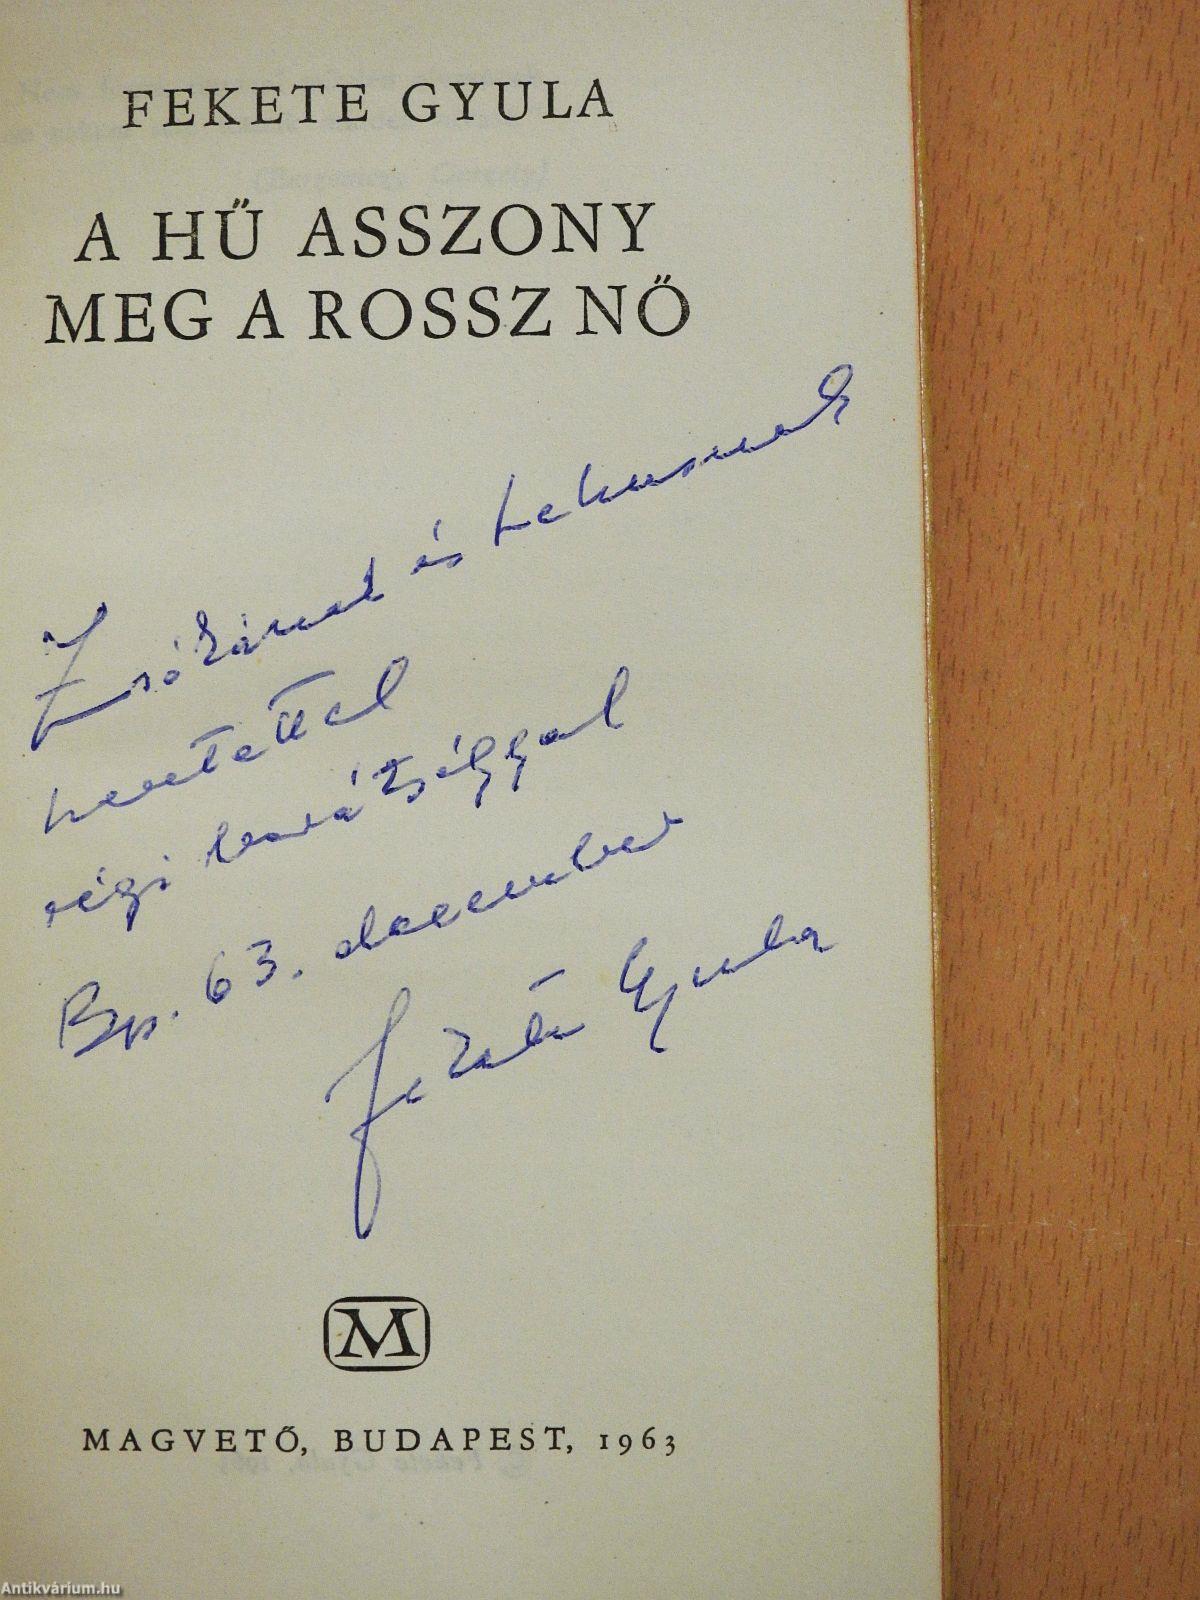 FEKETE GYULA
A HŰ ASSZONY
MEG A ROSSZ NŐ
Zsókának és
szeretettel
régi barátsággal
Bp. 63. december
Fekete Gyula
M
MAGVETŐ, BUDAPEST, 1963
Antikvárium.hu